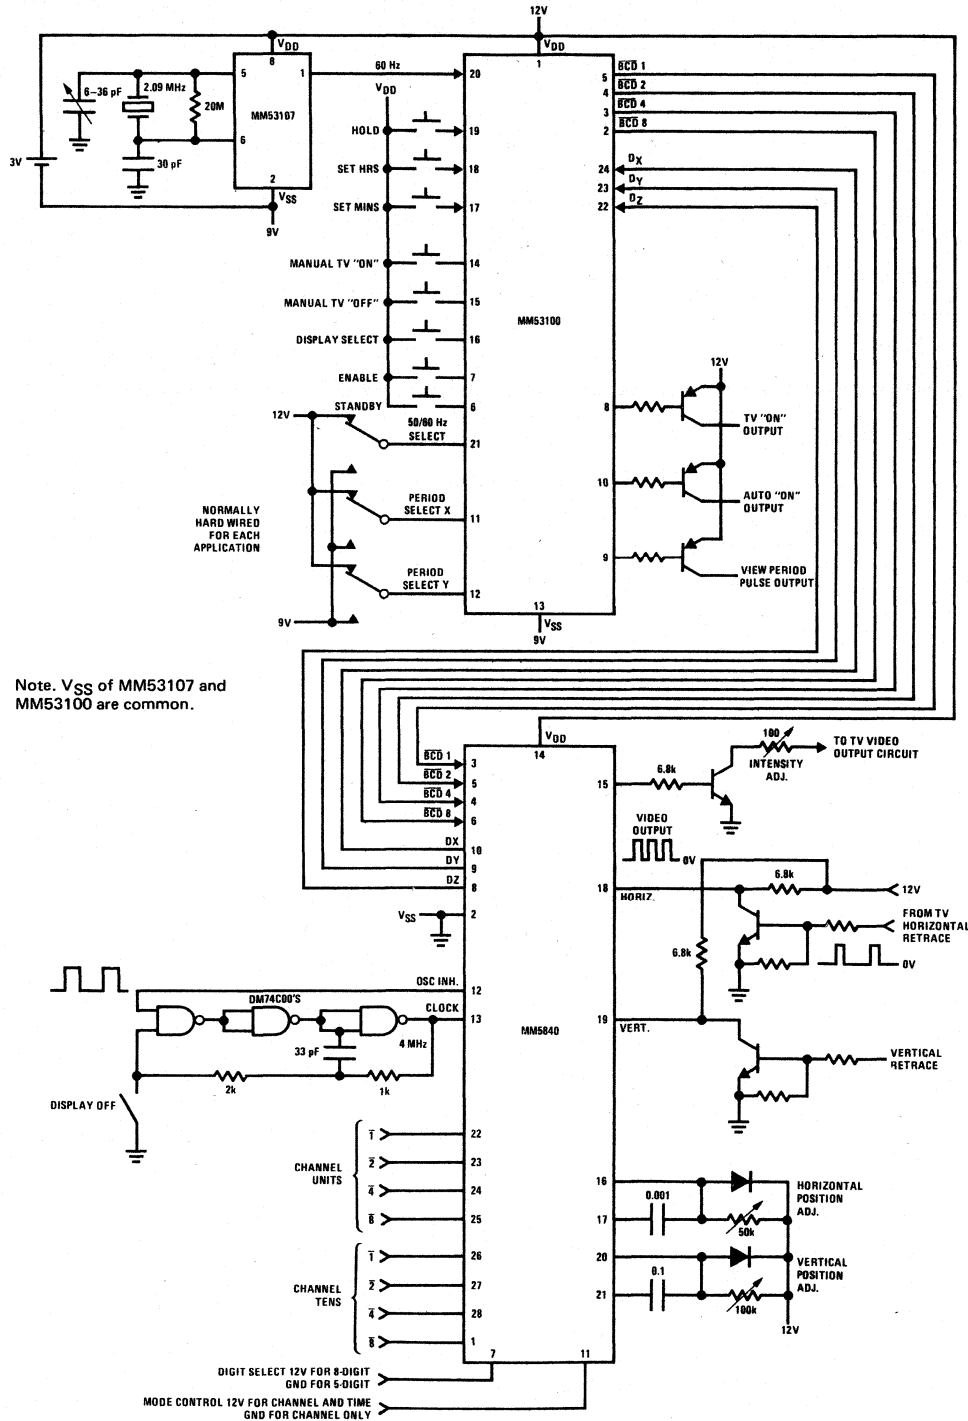 12V
VDD
8
VDD
1
5
1
60 Hz
20
6–36 pF
2.09 MHz
20M
MM53107
6
30 pF
3V
2
VSS
9V
VDD
HOLD
19
SET HRS
18
SET MINS
17
MANUAL TV "ON"
14
MANUAL TV "OFF"
15
DISPLAY SELECT
16
ENABLE
7
STANDBY
6
12V
50/60 Hz
SELECT
21
PERIOD
SELECT X
11
NORMALLY
HARD WIRED
FOR EACH
APPLICATION
PERIOD
SELECT Y
12
9V
MM53100
BCD 1
5
BCD 2
4
BCD 4
3
BCD 8
2
DX
24
DY
23
DZ
22
12V
8
TV "ON"
OUTPUT
10
AUTO "ON"
OUTPUT
9
VIEW PERIOD
PULSE OUTPUT
13
VSS
9V
Note. VSS of MM53107 and
MM53100 are common.
VDD
14
BCD 1
3
BCD 2
5
BCD 4
4
BCD 8
6
DX
10
DY
9
DZ
8
VSS
2
OSC INH.
12
DM74C00'S
CLOCK
13
33 pF
4 MHz
2k
1k
DISPLAY OFF
MM5840
15
6.8k
100
INTENSITY
ADJ.
TO TV VIDEO
OUTPUT CIRCUIT
VIDEO
OUTPUT
0V
18
HORIZ.
6.8k
12V
FROM TV
HORIZONTAL
RETRACE
6.8k
0V
19
VERT.
VERTICAL
RETRACE
CHANNEL
UNITS
1
22
2
23
4
24
8
25
CHANNEL
TENS
1
26
2
27
4
28
8
1
16
0.001
17
50k
HORIZONTAL
POSITION
ADJ.
20
0.1
21
100k
VERTICAL
POSITION
ADJ.
12V
7
11
DIGIT SELECT 12V FOR 8-DIGIT
GND FOR 5-DIGIT
MODE CONTROL 12V FOR CHANNEL AND TIME
GND FOR CHANNEL ONLY